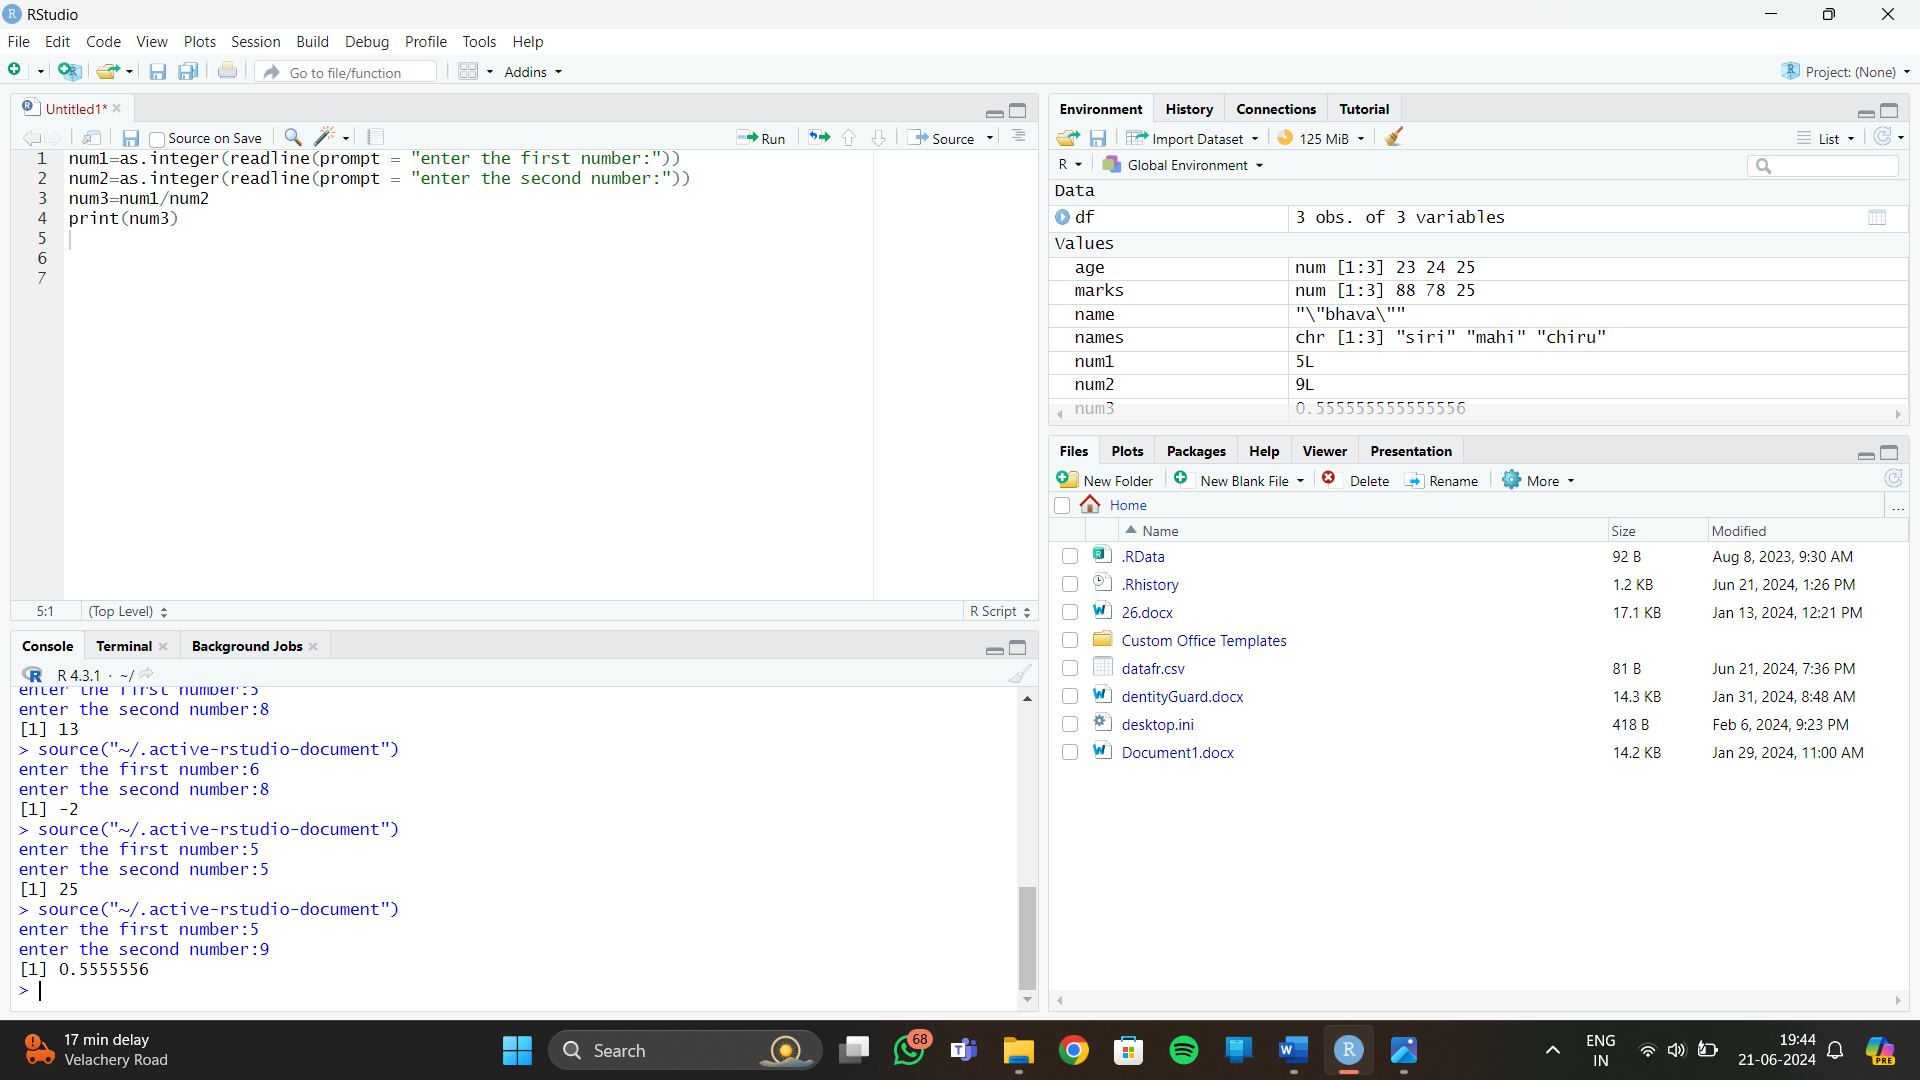 RStudio
File Edit Code View Plots Session Build Debug Profile Tools Help
Go to file/function Addins Project: (None)
Untitled1*
Source on Save Run Source
1 num1=as.integer(readline(prompt = "enter the first number:"))
2 num2=as.integer(readline(prompt = "enter the second number:"))
3 num3=num1/num2
4 print(num3)
5
6
7
5:1 (Top Level) R Script
Console Terminal Background Jobs
R 4.3.1 · ~/
enter the first number:5
enter the second number:8
[1] 13
> source("~/.active-rstudio-document")
enter the first number:6
enter the second number:8
[1] -2
> source("~/.active-rstudio-document")
enter the first number:5
enter the second number:5
[1] 25
> source("~/.active-rstudio-document")
enter the first number:5
enter the second number:9
[1] 0.5555556
>
Environment History Connections Tutorial
Import Dataset 125 MiB List
R Global Environment
Data
df 3 obs. of 3 variables
Values
age num [1:3] 23 24 25
marks num [1:3] 88 78 25
name "\"bhava\""
names chr [1:3] "siri" "mahi" "chiru"
num1 5L
num2 9L
num3 0.555555555555556
Files Plots Packages Help Viewer Presentation
New Folder New Blank File Delete Rename More
Home ...
Name Size Modified
.RData 92 B Aug 8, 2023, 9:30 AM
.Rhistory 1.2 KB Jun 21, 2024, 1:26 PM
26.docx 17.1 KB Jan 13, 2024, 12:21 PM
Custom Office Templates
datafr.csv 81 B Jun 21, 2024, 7:36 PM
dentityGuard.docx 14.3 KB Jan 31, 2024, 8:48 AM
desktop.ini 418 B Feb 6, 2024, 9:23 PM
Document1.docx 14.2 KB Jan 29, 2024, 11:00 AM
17 min delay
Velachery Road
Search
68
ENG
IN
19:44
21-06-2024
PRE